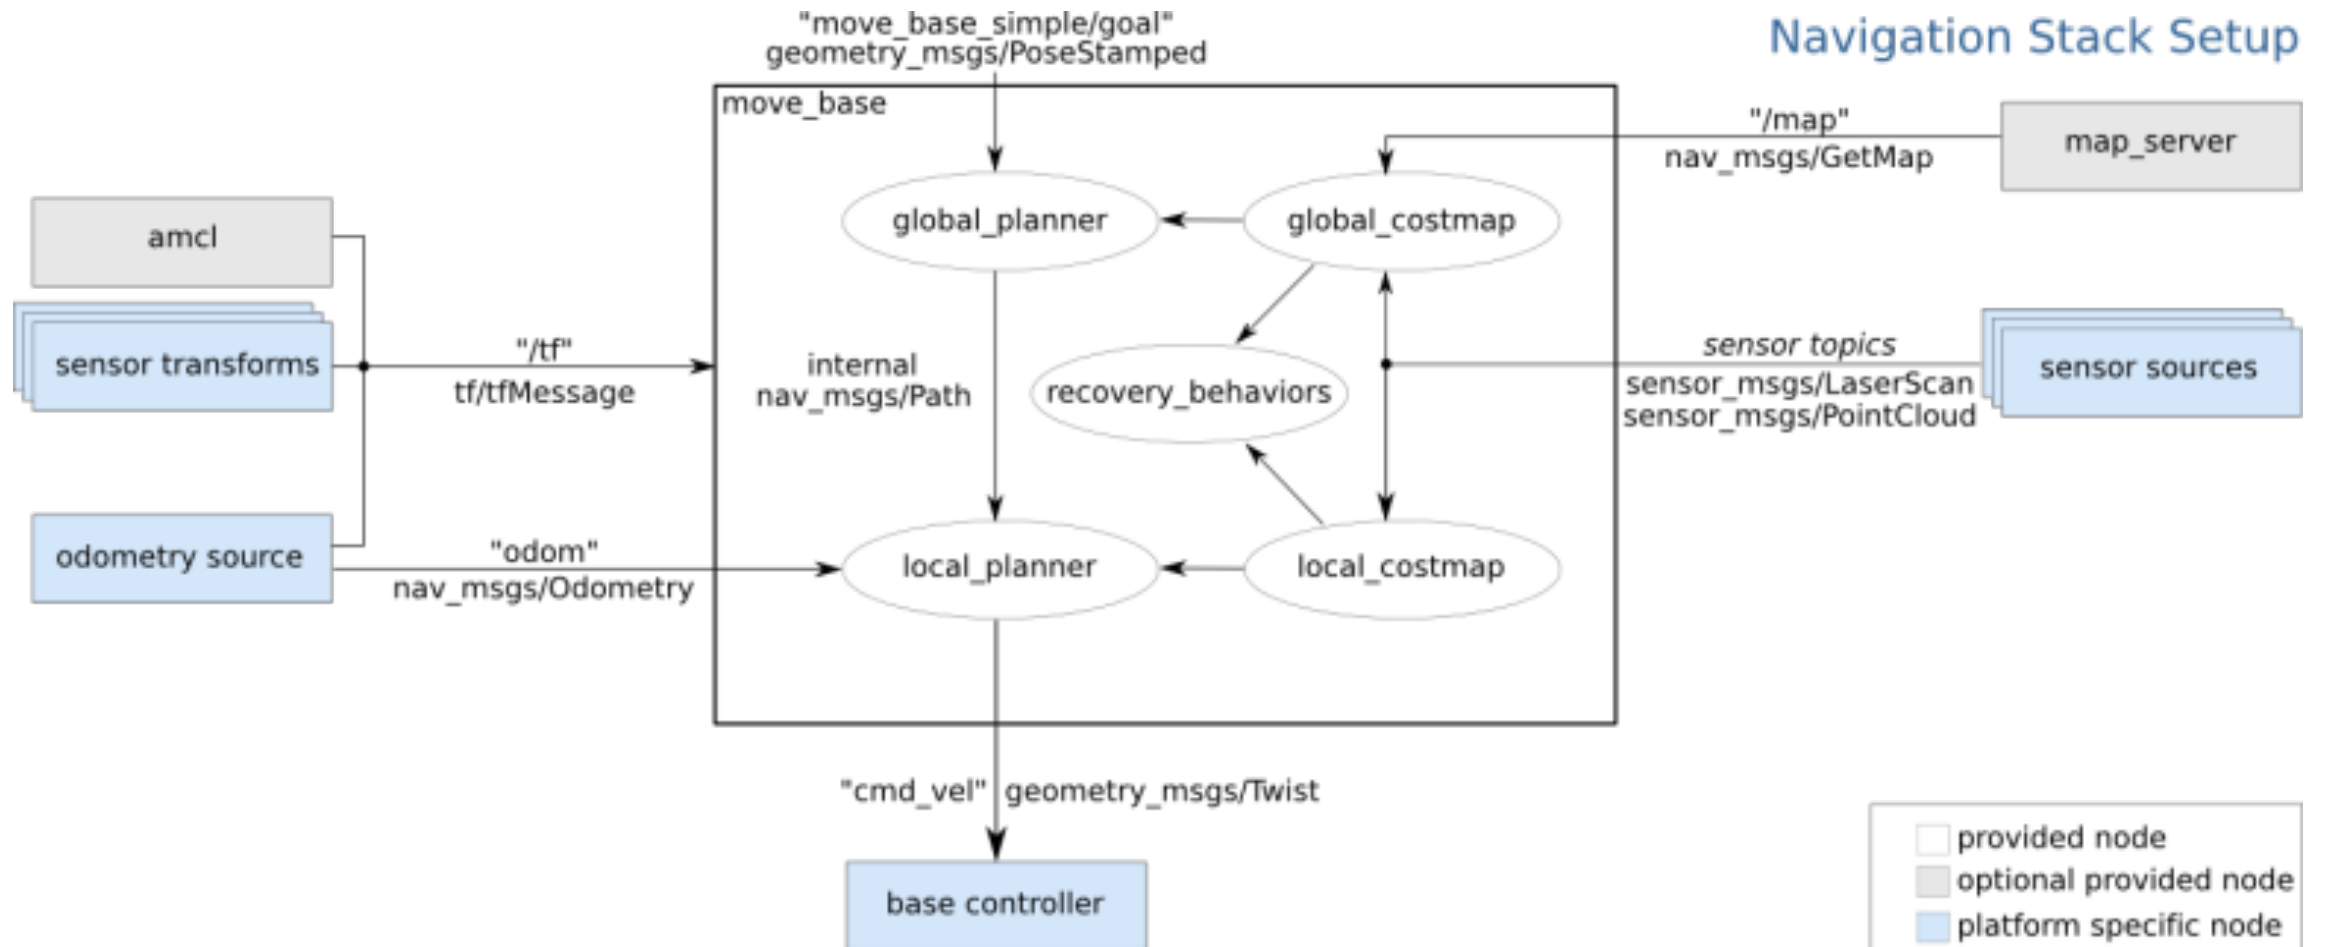 "move_base_simple/goal"
geometry_msgs/PoseStamped
Navigation Stack Setup
move_base
"/map"
nav_msgs/GetMap
map_server
amcl
global_planner
global_costmap
sensor transforms
"/tf"
tf/tfMessage
internal
nav_msgs/Path
recovery_behaviors
sensor topics
sensor_msgs/LaserScan
sensor_msgs/PointCloud
sensor sources
odometry source
"odom"
nav_msgs/Odometry
local_planner
local_costmap
"cmd_vel" geometry_msgs/Twist
base controller
provided node
optional provided node
platform specific node